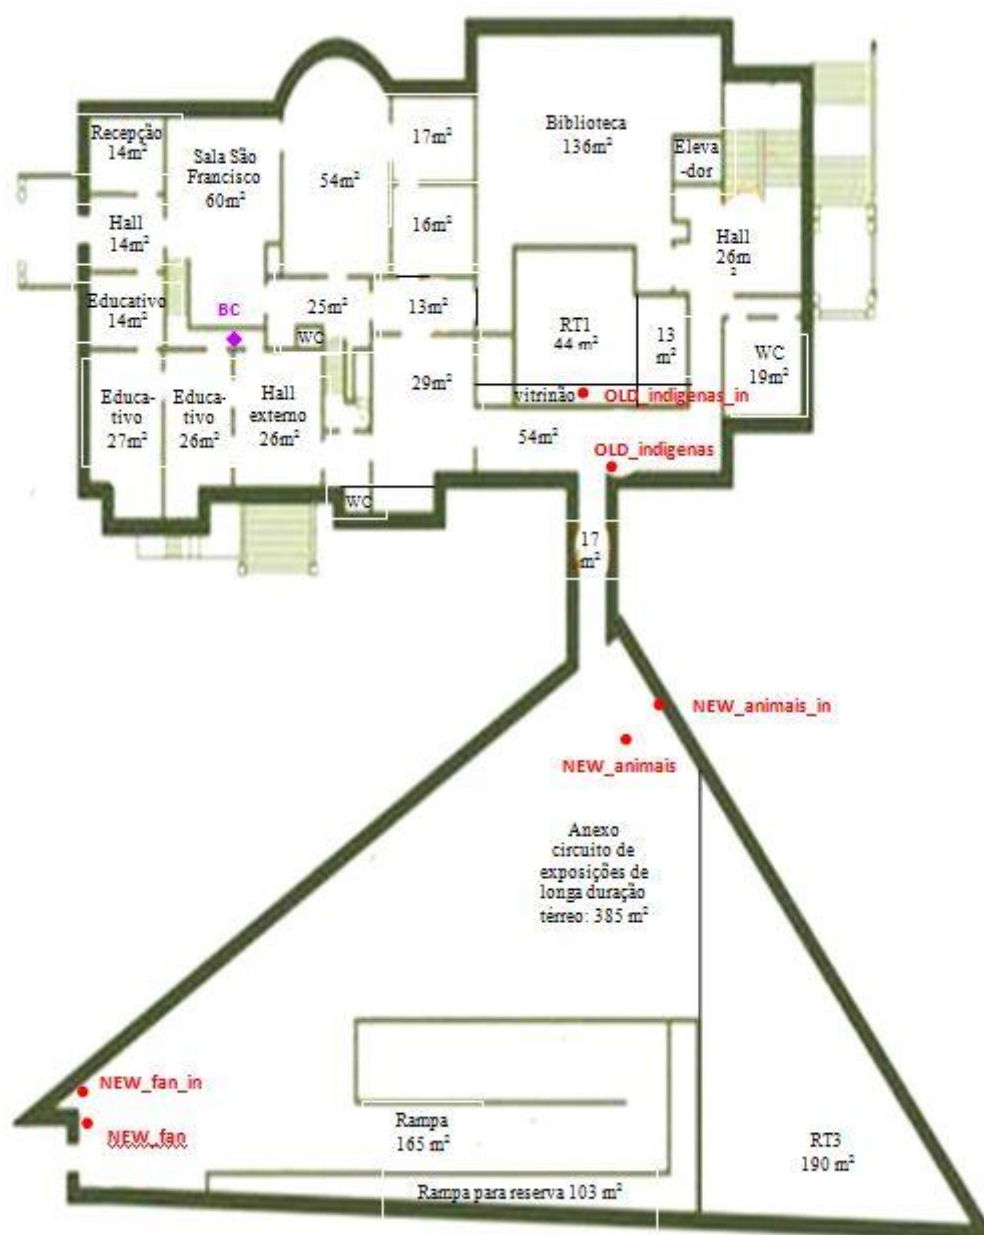 Recepção
14m²
Sala São
Francisco
60m²
54m²
17m²
16m²
Biblioteca
136m²
Eleva
-dor
Hall
14m²
Hall
26m
²
Educativo
14m²
BC
25m²
WC
13m²
RT1
44 m²
13
m²
WC
19m²
Educa-
tivo
27m²
Educa-
tivo
26m²
Hall
externo
26m²
29m²
vitrinão
OLD_indigenas_in
54m²
OLD_indigenas
WC
17
m²
NEW_animais_in
NEW_animais
Anexo
circuito de
exposições de
longa duração
térreo: 385 m²
NEW_fan_in
NEW_fan
Rampa
165 m²
RT3
190 m²
Rampa para reserva 103 m²